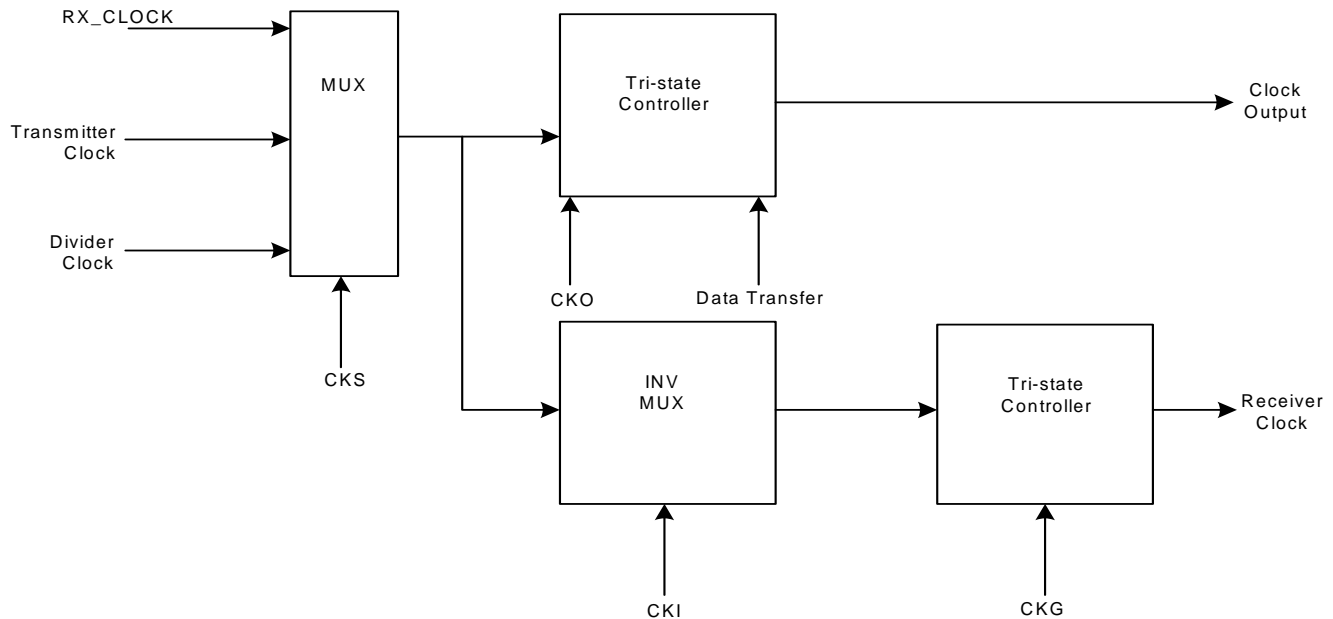 RX_CLOCK
MUX
Transmitter
Clock
Divider
Clock
CKS
Tri-state
Controller
Clock
Output
CKO
Data Transfer
INV
MUX
Tri-state
Controller
Receiver
Clock
CKI
CKG